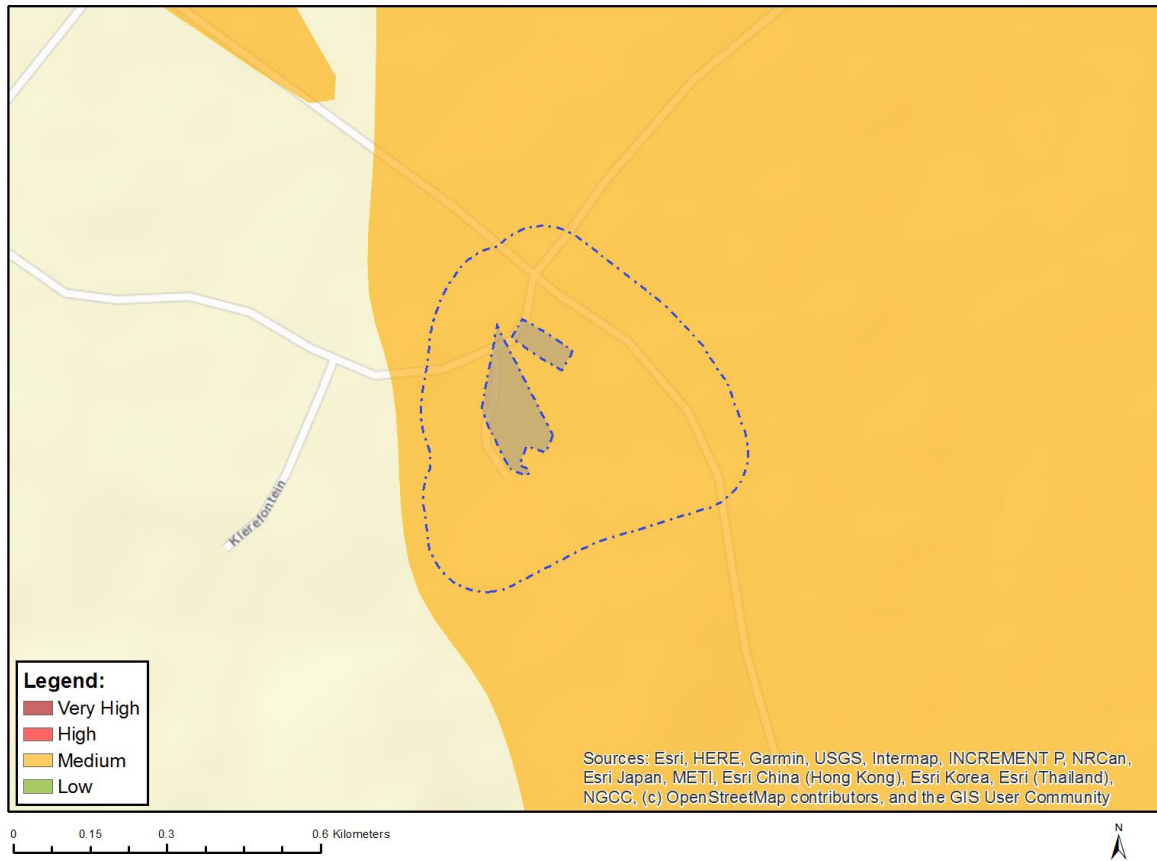 Klerefontein
Legend:
Very High
High
Medium
Low
Sources: Esri, HERE, Garmin, USGS, Intermap, INCREMENT P, NRCan,
Esri Japan, METI, Esri China (Hong Kong), Esri Korea, Esri (Thailand),
NGCC, (c) OpenStreetMap contributors, and the GIS User Community
0 0.15 0.3 0.6 Kilometers
N